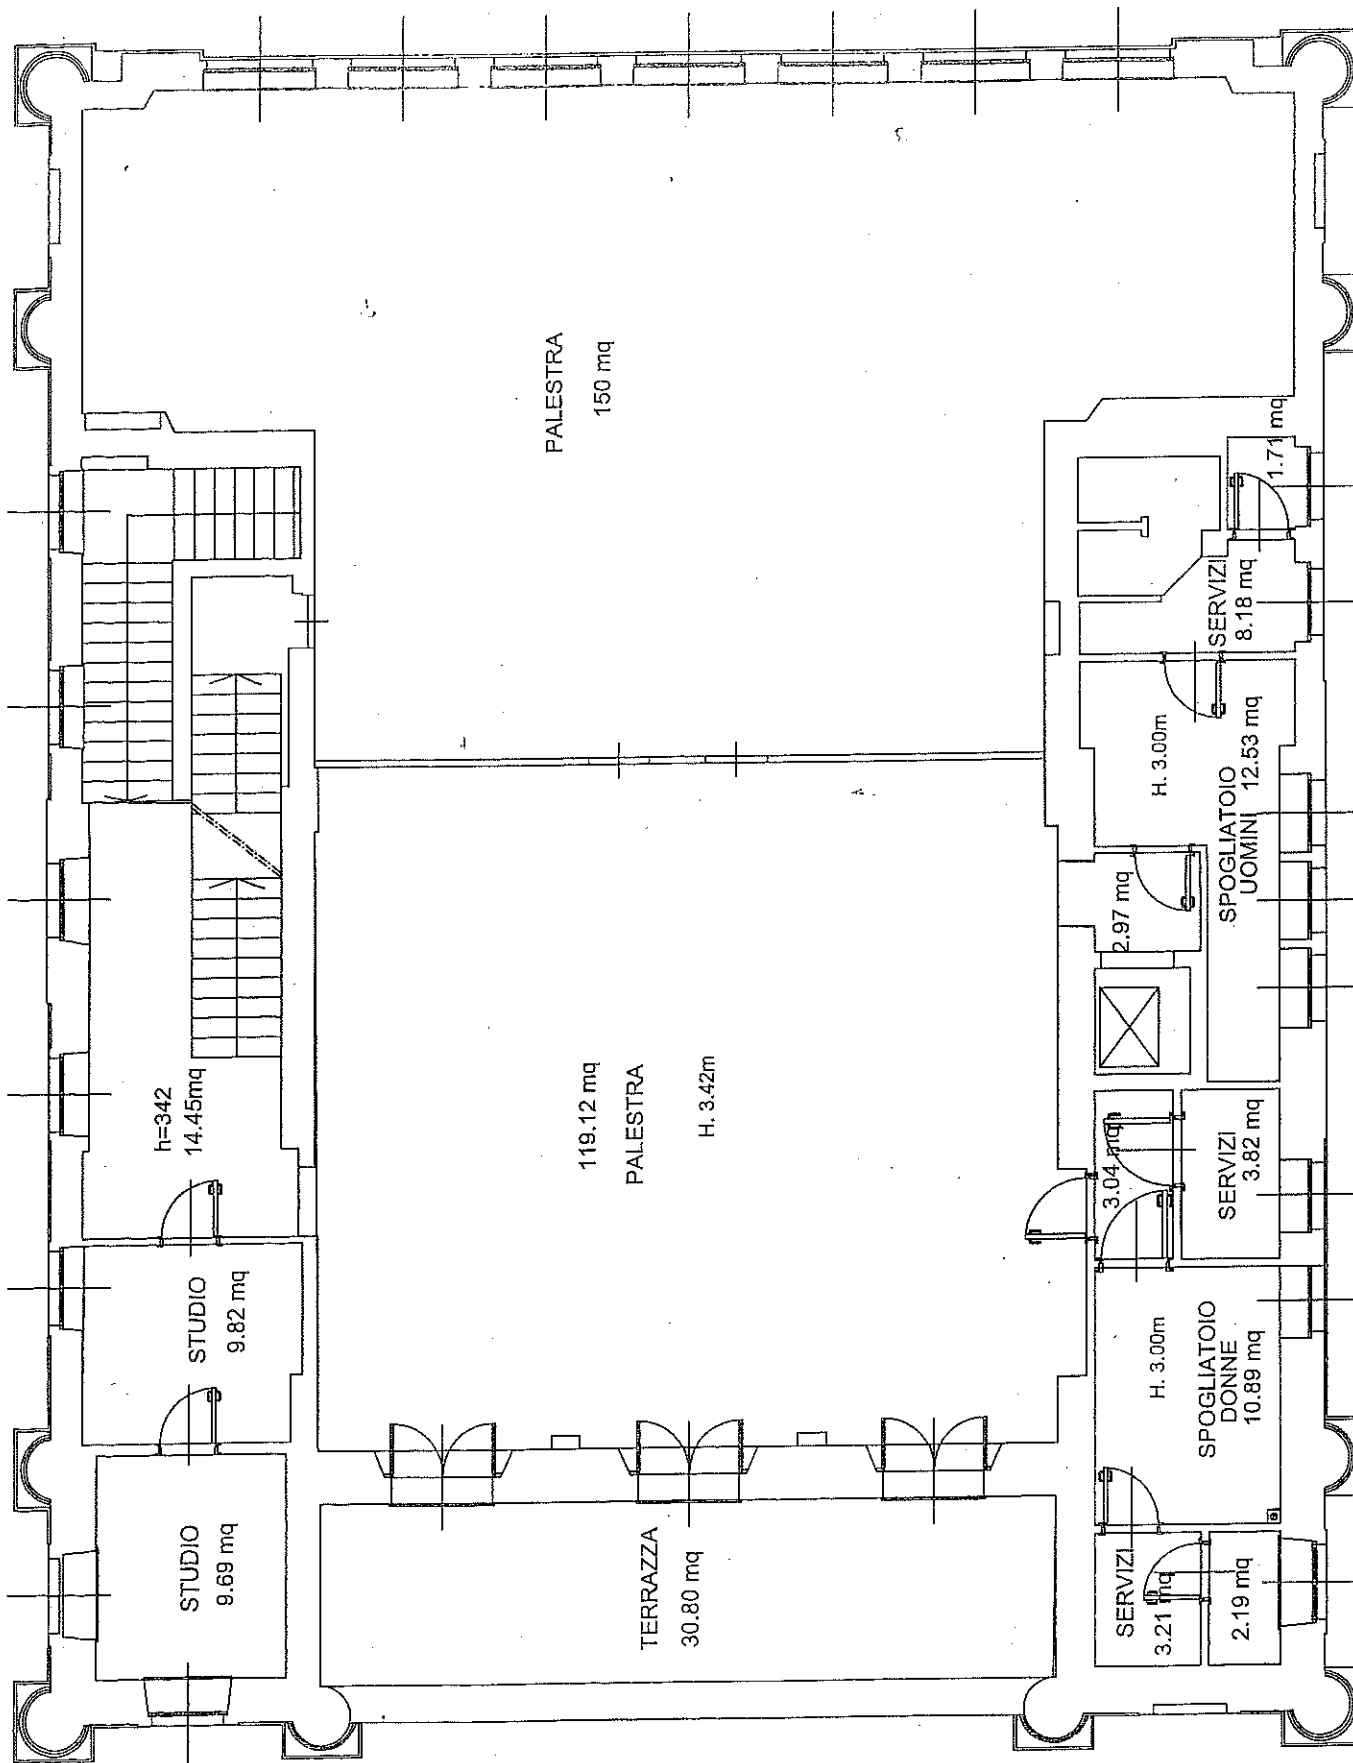 PALESTRA
150 mq
1.71 mq
SERVIZI
8.18 mq
H. 3.00m
SPOGLIATOIO
UOMINI 12.53 mq
2.97 mq
h=342
14.45mq
119.12 mq
PALESTRA
H. 3.42m
3.04 mq
SERVIZI
3.82 mq
STUDIO
9.82 mq
H. 3.00m
SPOGLIATOIO
DONNE
10.89 mq
STUDIO
9.69 mq
TERRAZZA
30.80 mq
SERVIZI
3.21 mq
2.19 mq